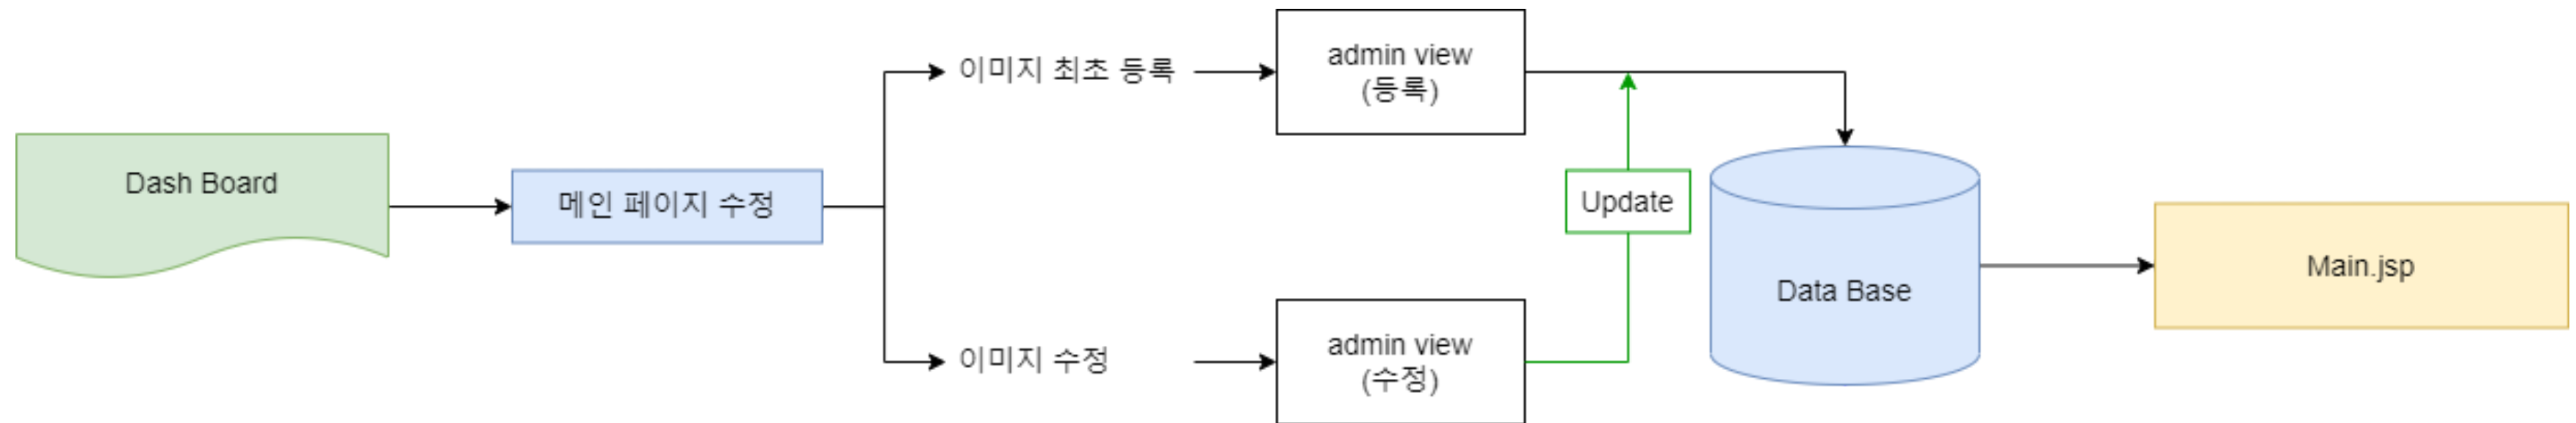 Dash Board
메인 페이지 수정
이미지 최초 등록
admin view
(등록)
이미지 수정
admin view
(수정)
Update
Data Base
Main.jsp